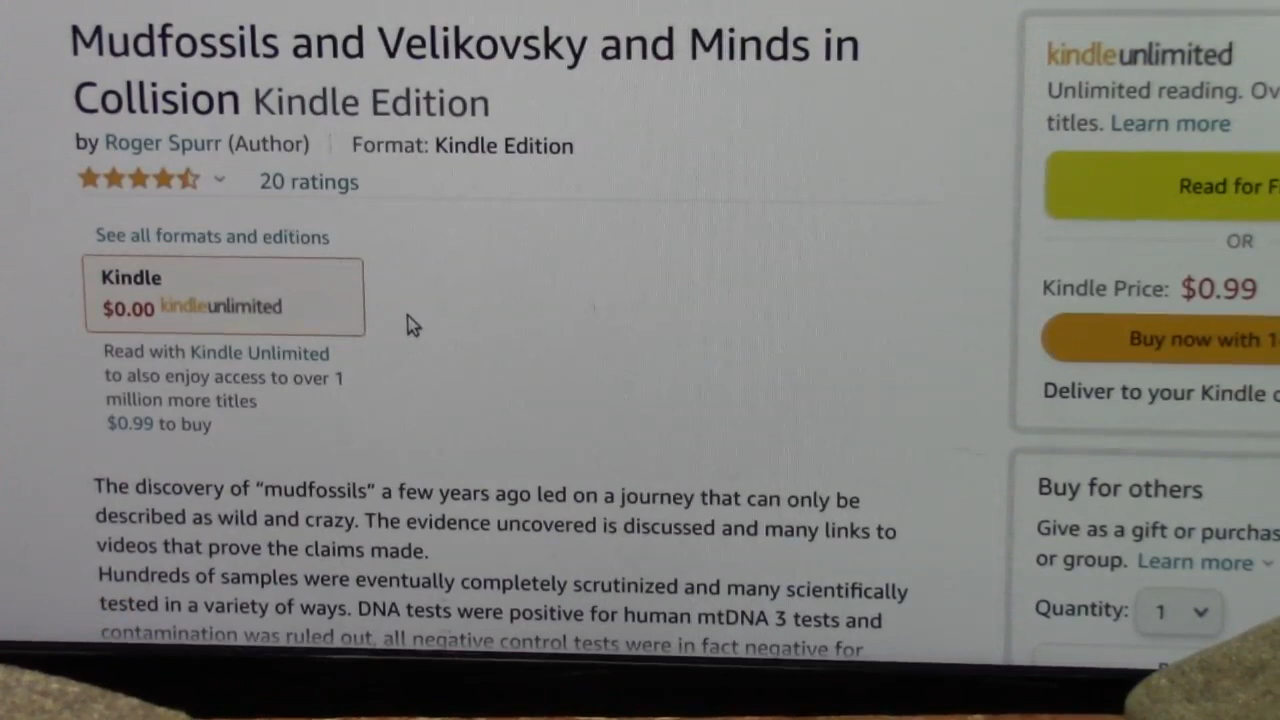 Mudfossils and Velikovsky and Minds in
Collision Kindle Edition
by Roger Spurr (Author) Format: Kindle Edition
20 ratings
See all formats and editions
Kindle
$0.00 kindleunlimited
Read with Kindle Unlimited
to also enjoy access to over 1
million more titles
$0.99 to buy
The discovery of “mudfossils” a few years ago led on a journey that can only be
described as wild and crazy. The evidence uncovered is discussed and many links to
videos that prove the claims made.
Hundreds of samples were eventually completely scrutinized and many scientifically
tested in a variety of ways. DNA tests were positive for human mtDNA 3 tests and
contamination was ruled out, all negative control tests were in fact negative for
kindleunlimited
Unlimited reading. Ov
titles. Learn more
Read for F
OR
Kindle Price: $0.99
Buy now with 1
Deliver to your Kindle
Buy for others
Give as a gift or purchas
or group. Learn more
Quantity: 1